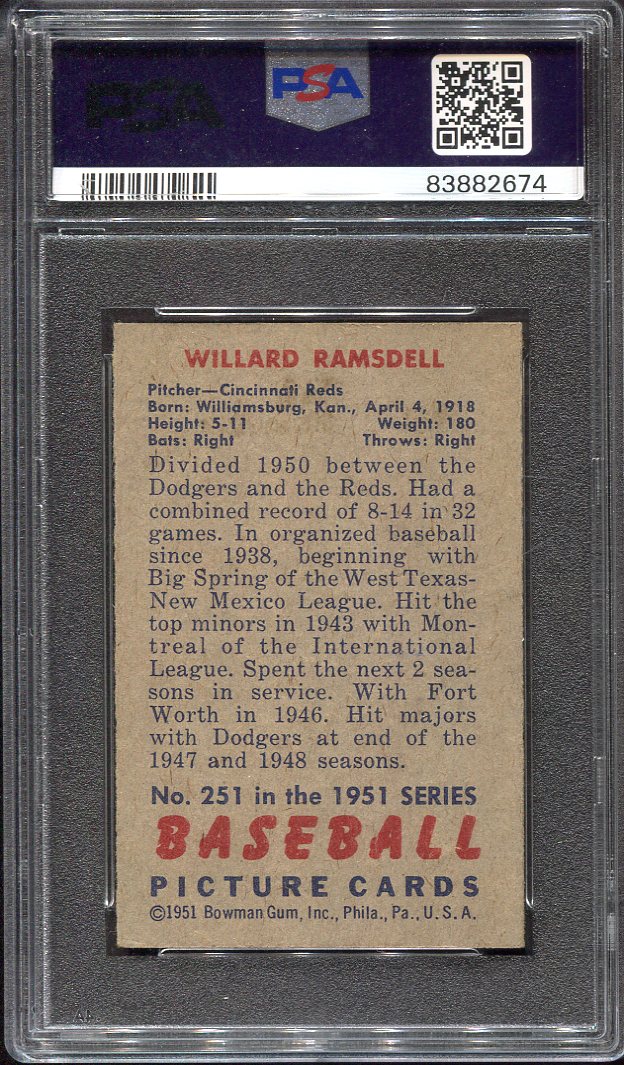 PSA
PSA
83882674
WILLARD RAMSDELL
Pitcher—Cincinnati Reds
Born: Williamsburg, Kan., April 4, 1918
Height: 5-11 Weight: 180
Bats: Right Throws: Right
Divided 1950 between the
Dodgers and the Reds. Had a
combined record of 8-14 in 32
games. In organized baseball
since 1938, beginning with
Big Spring of the West Texas-
New Mexico League. Hit the
top minors in 1943 with Mon-
treal of the International
League. Spent the next 2 sea-
sons in service. With Fort
Worth in 1946. Hit majors
with Dodgers at end of the
1947 and 1948 seasons.
No. 251 in the 1951 SERIES
BASEBALL
PICTURE CARDS
©1951 Bowman Gum, Inc., Phila., Pa., U.S.A.